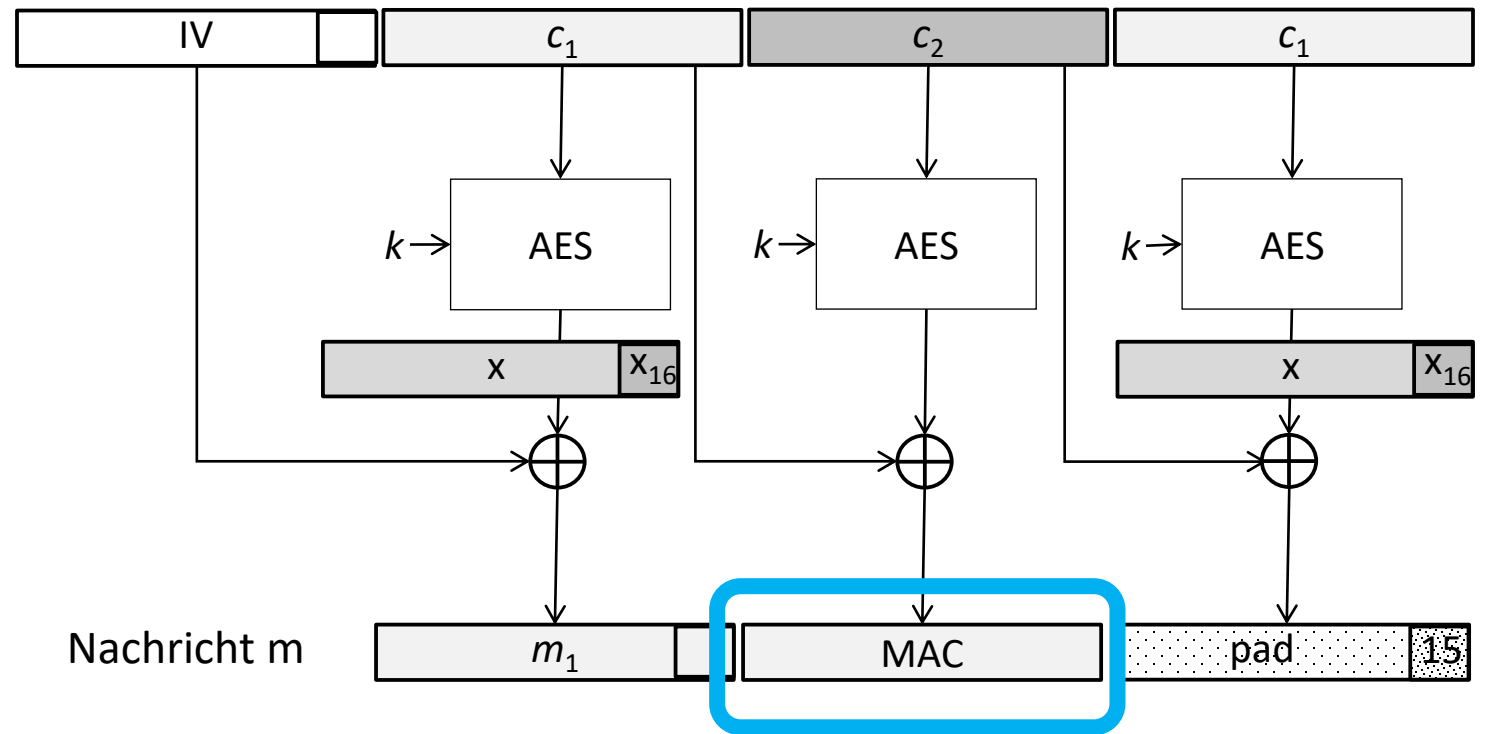 IV c₁ c₂ c₁
k AES k AES k AES
x x₁₆ x x₁₆
Nachricht m m₁ MAC pad 15